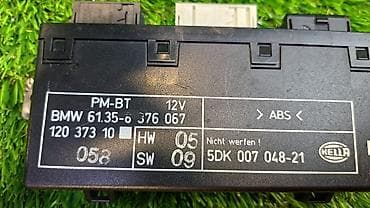 PM-BT 12V
BMW 61.35-6 376 067
120 373 10
058
HW 05
SW 09
> ABS <
Nicht werfen !
5DK 007 048-21
HELLA